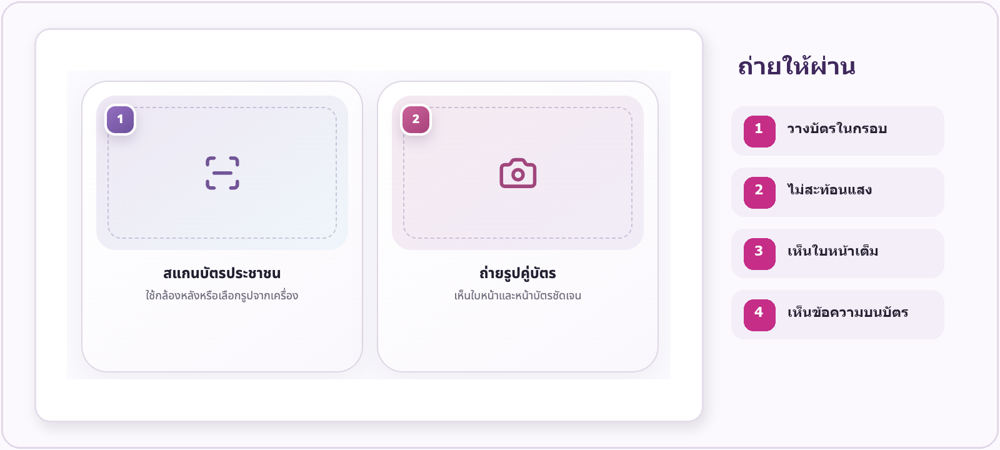 1
สแกนบัตรประชาชน
ใช้กล้องหลังหรือเลือกรูปจากเครื่อง
2
ถ่ายรูปคู่บัตร
เห็นใบหน้าและหน้าบัตรชัดเจน
ถ่ายให้ผ่าน
1 วางบัตรในกรอบ
2 ไม่สะท้อนแสง
3 เห็นใบหน้าเต็ม
4 เห็นข้อความบนบัตร